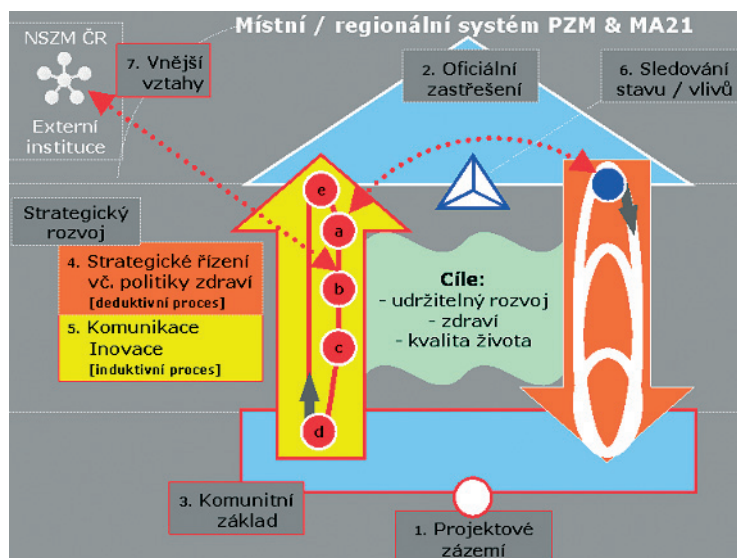 Místní / regionální systém PZM & MA21
NSZM ČR
Externí
instituce
7. Vnější
vztahy
2. Oficiální
zastřešení
6. Sledování
stavu / vlivů
e
a
b
c
d
Strategický
rozvoj
4. Strategické řízení
vč. politiky zdraví
[deduktivní proces]
5. Komunikace
Inovace
[induktivní proces]
Cíle:
- udržitelný rozvoj
- zdraví
- kvalita života
3. Komunitní
základ
1. Projektové
zázemí